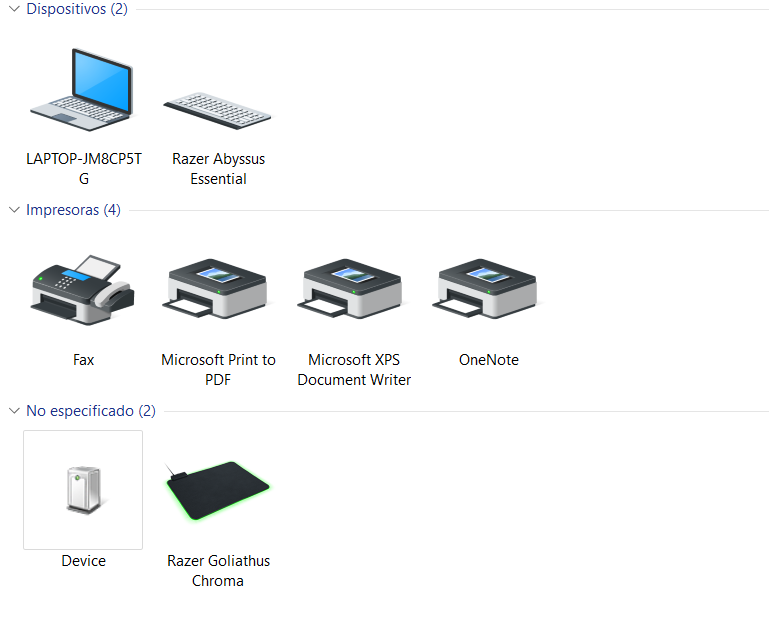 Dispositivos (2)
LAPTOP-JM8CP5T
G
Razer Abyssus
Essential
Impresoras (4)
Fax
Microsoft Print to
PDF
Microsoft XPS
Document Writer
OneNote
No especificado (2)
Device
Razer Goliathus
Chroma